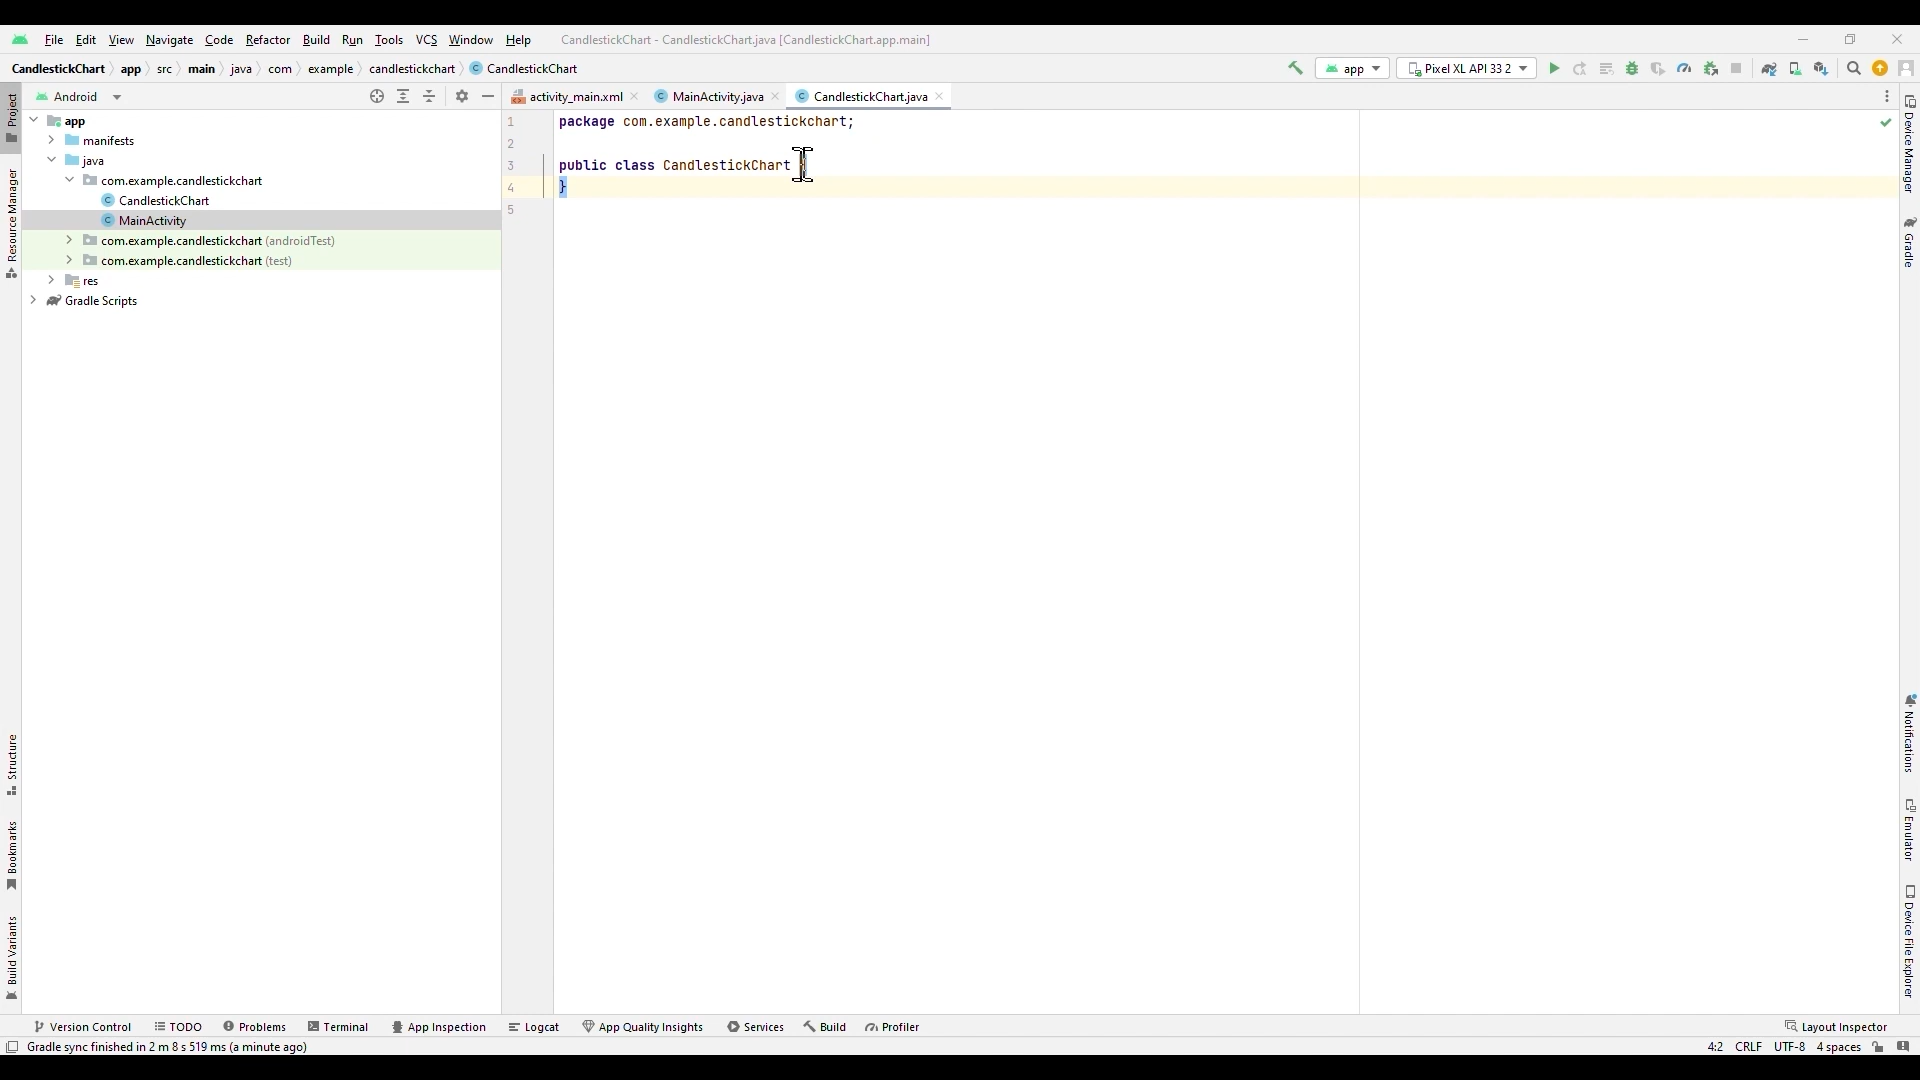 File Edit View Navigate Code Refactor Build Run Tools VCS Window Help CandlestickChart - CandlestickChart.java [CandlestickChart.app.main]
CandlestickChart app src main java com example candlestickchart CandlestickChart app Pixel XL API 33 2
Android activity_main.xml MainActivity.java CandlestickChart.java
Project
Resource Manager
Structure
Bookmarks
Build Variants
app
manifests
java
com.example.candlestickchart
CandlestickChart
MainActivity
com.example.candlestickchart (androidTest)
com.example.candlestickchart (test)
res
Gradle Scripts
1 package com.example.candlestickchart;
2
3 public class CandlestickChart
4 }
5
Device Manager
Gradle
Notifications
Emulator
Device File Explorer
Version Control TODO Problems Terminal App Inspection Logcat App Quality Insights Services Build Profiler Layout Inspector
Gradle sync finished in 2 m 8 s 519 ms (a minute ago) 4:2 CRLF UTF-8 4 spaces